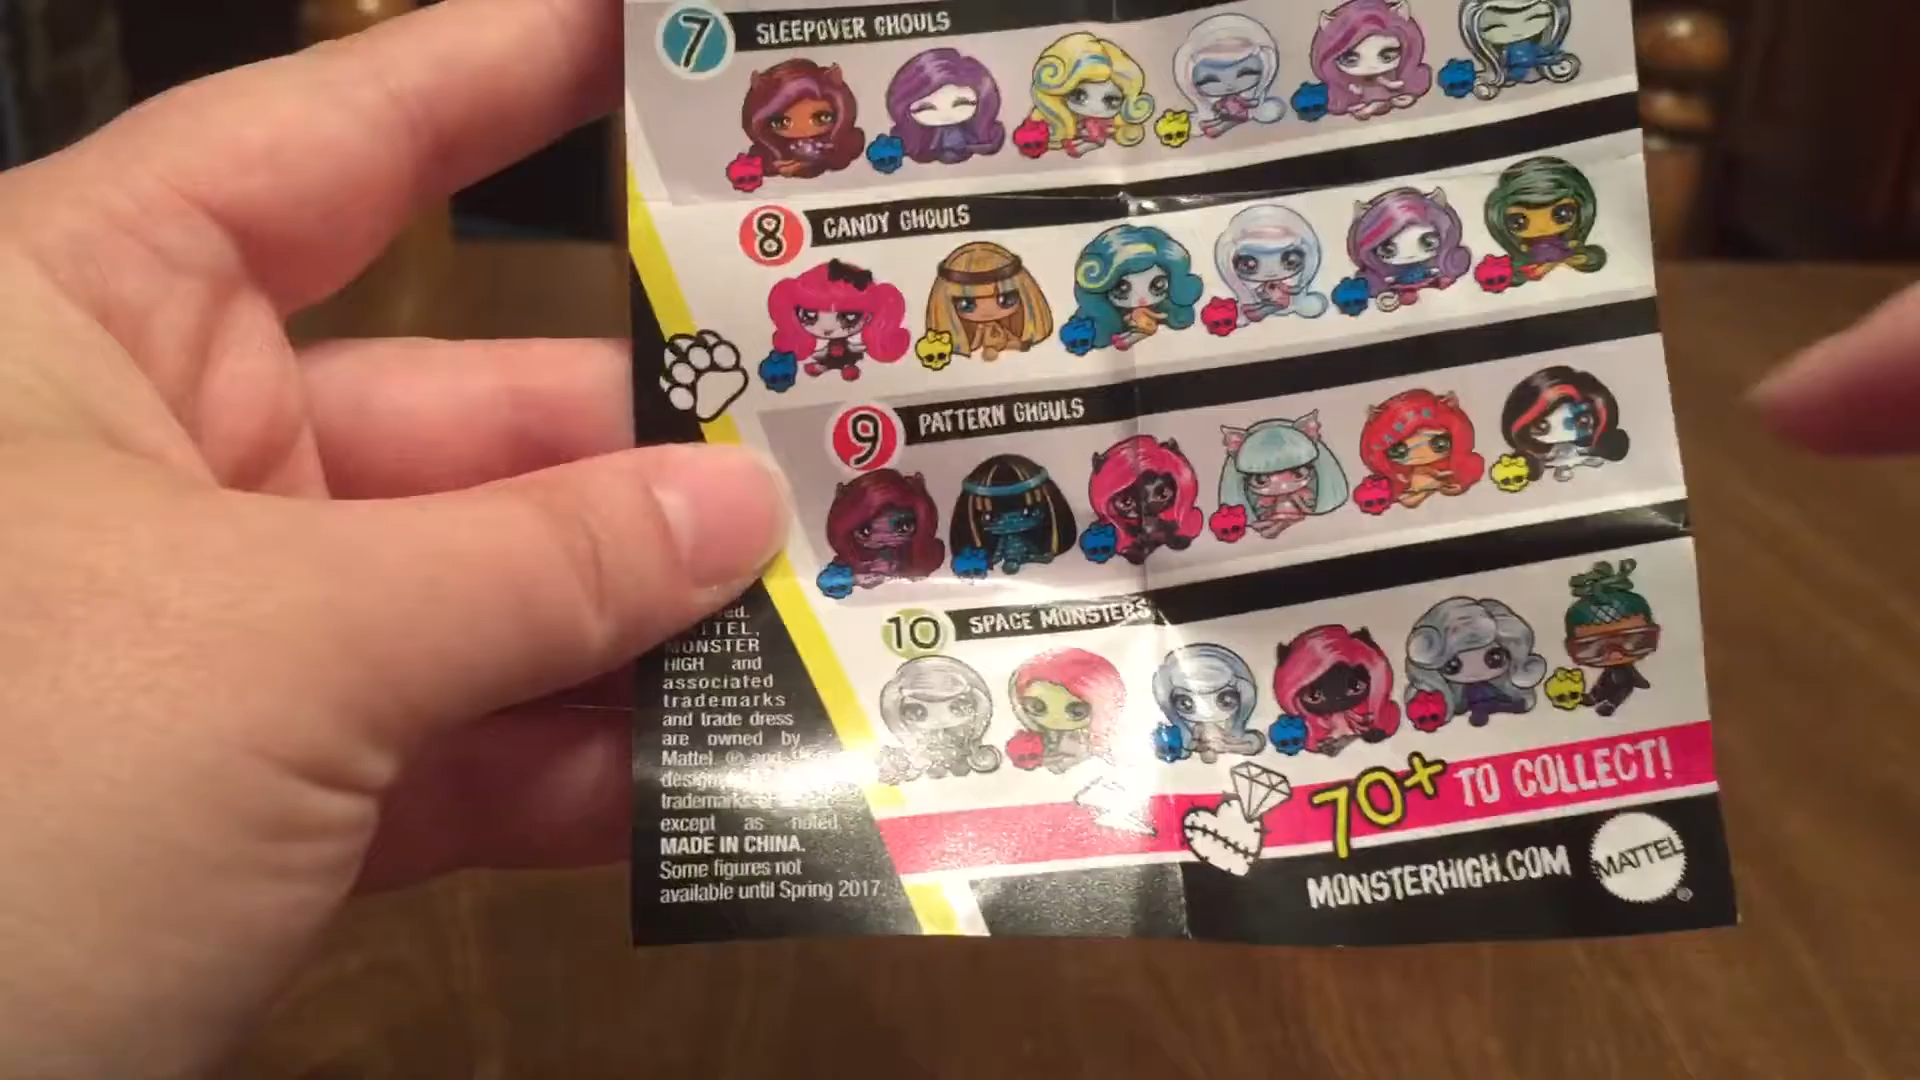 7 SLEEPOVER GHOULS
8 CANDY GHOULS
9 PATTERN GHOULS
10 SPACE MONSTERS
MONSTER
HIGH and
associated
trademarks
and trade dress
are owned by
Mattel. ® and
trademarks
except as noted.
MADE IN CHINA.
Some figures not
available until Spring 2017.
70+ TO COLLECT!
MONSTERHIGH.COM
MATTEL
®